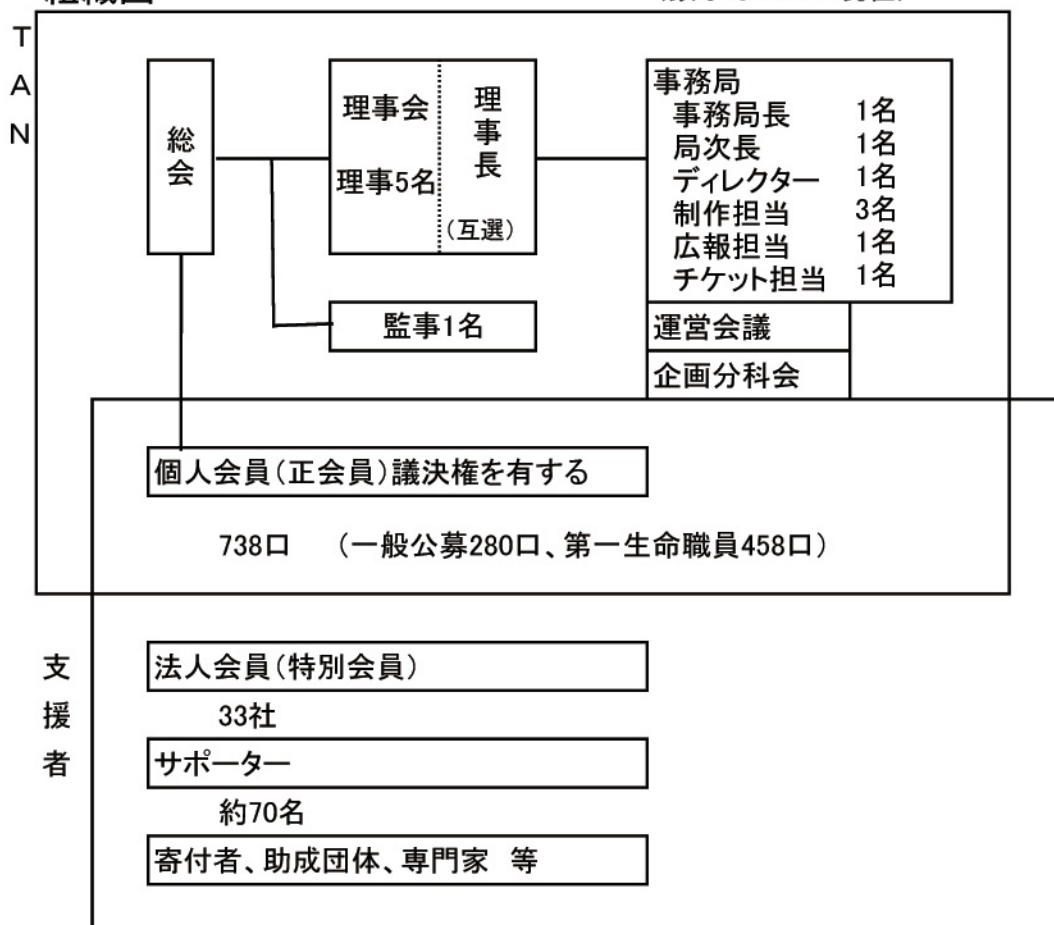 TAN
総会
理事会
理事5名
理事長
(互選)
事務局
事務局長 1名
局次長 1名
ディレクター 1名
制作担当 3名
広報担当 1名
チケット担当 1名
監事1名
運営会議
企画分科会
個人会員(正会員)議決権を有する
738口 (一般公募280口、第一生命職員458口)
支援者
法人会員(特別会員)
33社
サポーター
約70名
寄付者、助成団体、専門家 等